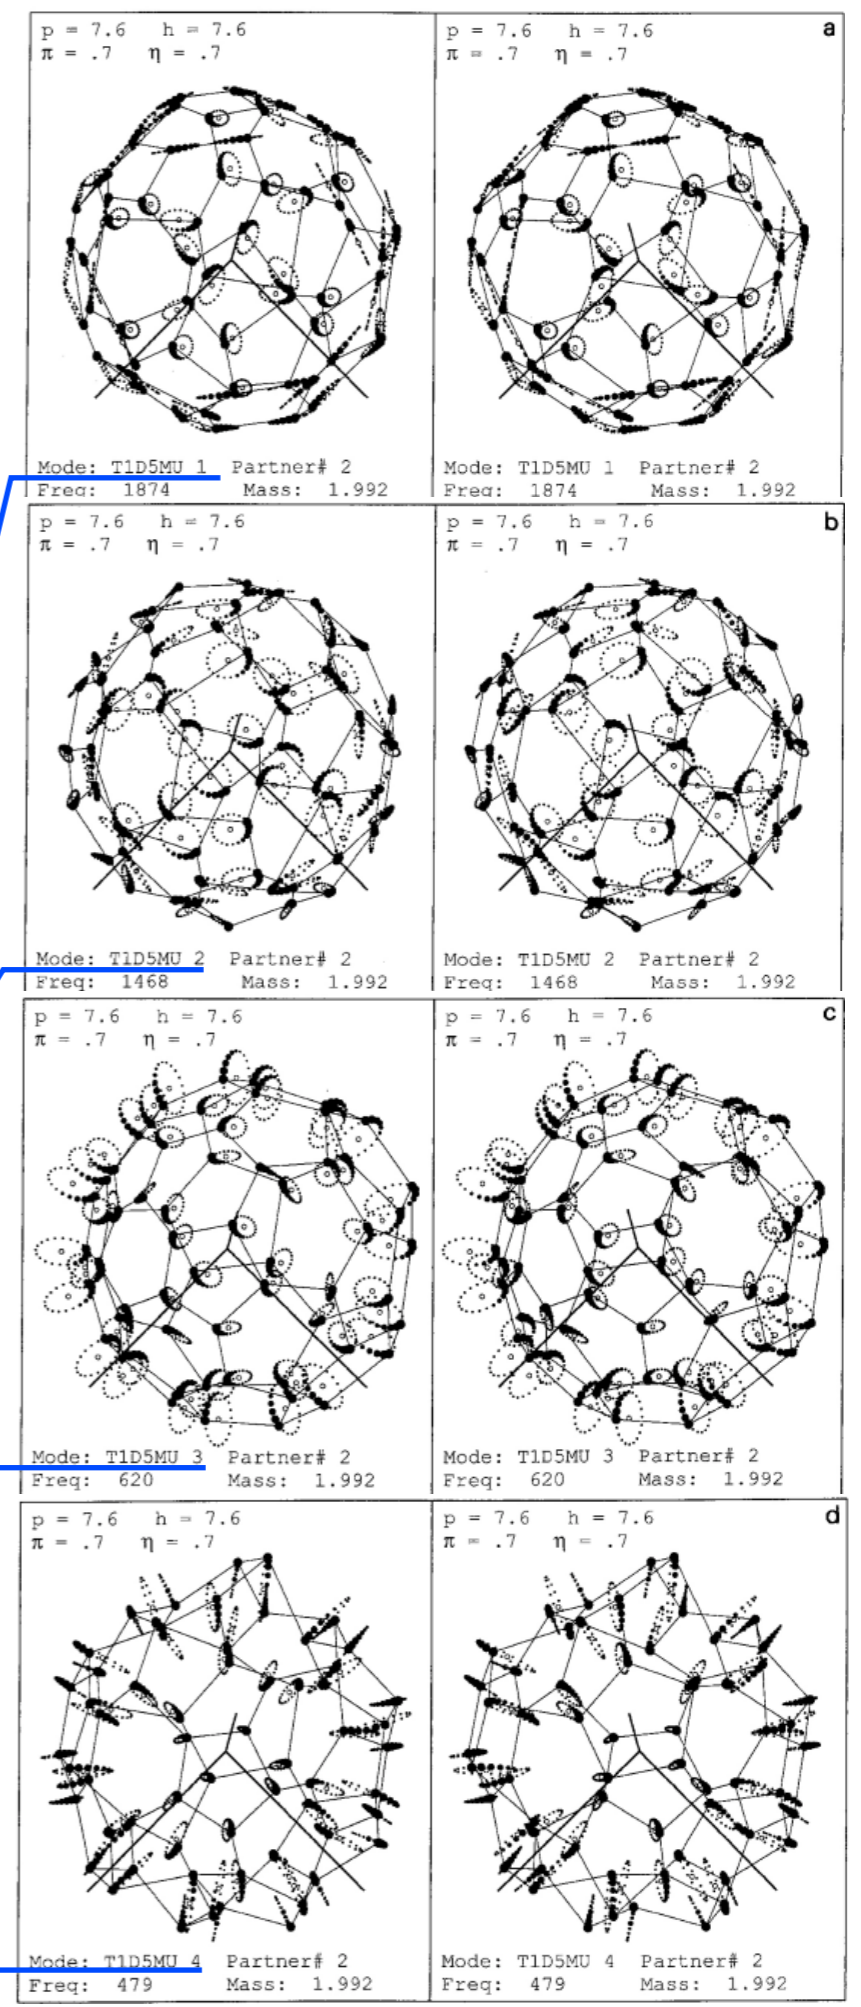 p = 7.6 h = 7.6
π = .7 η = .7
p = 7.6 h = 7.6 a
π = .7 η = .7
Mode: T1D5MU 1 Partner# 2
Freq: 1874 Mass: 1.992
Mode: T1D5MU 1 Partner# 2
Freq: 1874 Mass: 1.992
p = 7.6 h = 7.6
π = .7 η = .7
p = 7.6 h = 7.6 b
π = .7 η = .7
Mode: T1D5MU 2 Partner# 2
Freq: 1468 Mass: 1.992
Mode: T1D5MU 2 Partner# 2
Freq: 1468 Mass: 1.992
p = 7.6 h = 7.6
π = .7 η = .7
p = 7.6 h = 7.6 c
π = .7 η = .7
Mode: T1D5MU 3 Partner# 2
Freq: 620 Mass: 1.992
Mode: T1D5MU 3 Partner# 2
Freq: 620 Mass: 1.992
p = 7.6 h = 7.6
π = .7 η = .7
p = 7.6 h = 7.6 d
π = .7 η = .7
Mode: T1D5MU 4 Partner# 2
Freq: 479 Mass: 1.992
Mode: T1D5MU 4 Partner# 2
Freq: 479 Mass: 1.992